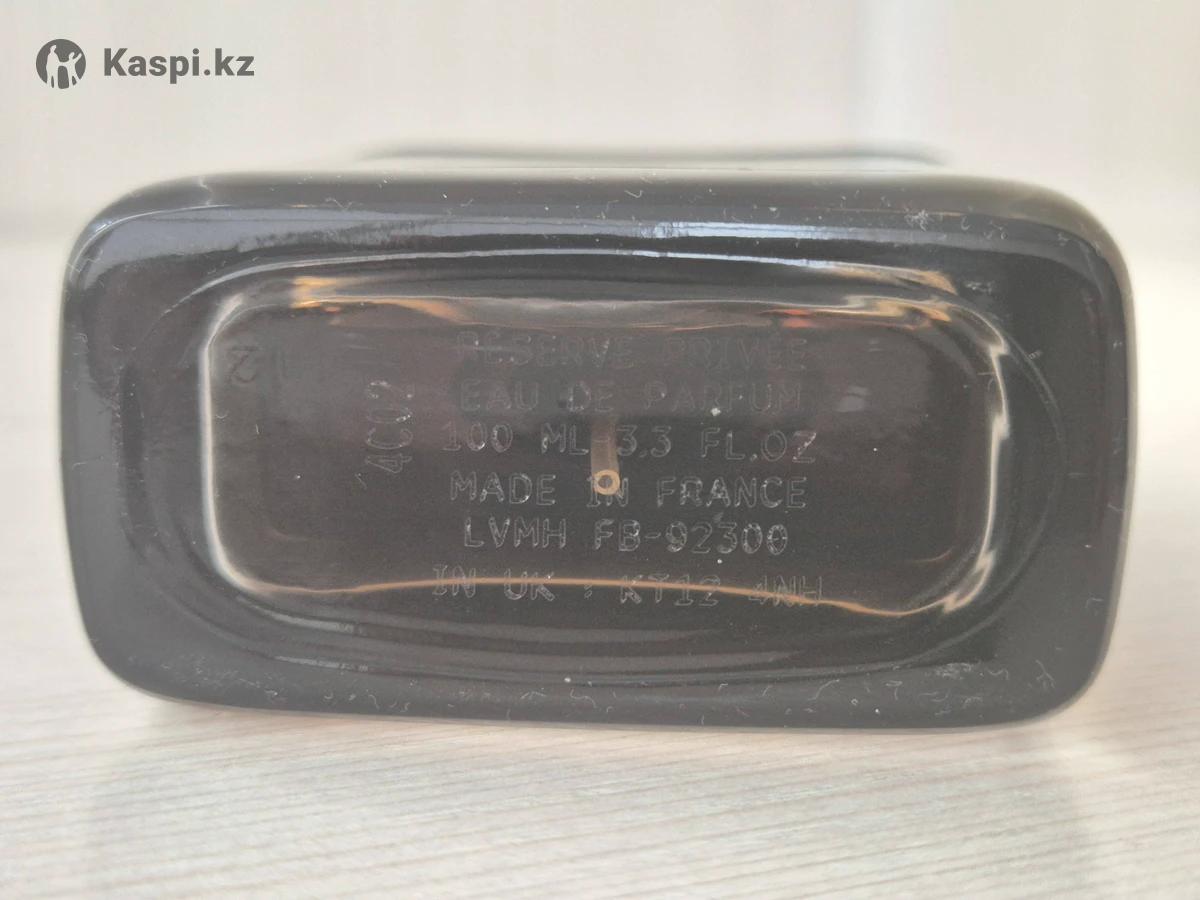 Kaspi.kz
RÉSERVE PRIVÉE
EAU DE PARFUM
100 ML-3,3 FL.OZ
MADE IN FRANCE
LVMH FB-92300
IN UK : KT12 4NH
4C02